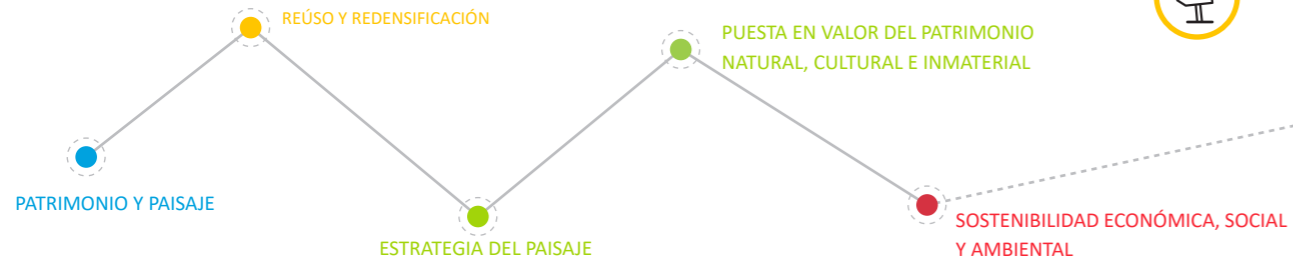 REÚSO Y REDENSIFICACIÓN
PUESTA EN VALOR DEL PATRIMONIO
NATURAL, CULTURAL E INMATERIAL
PATRIMONIO Y PAISAJE
ESTRATEGIA DEL PAISAJE
SOSTENIBILIDAD ECONÓMICA, SOCIAL
Y AMBIENTAL